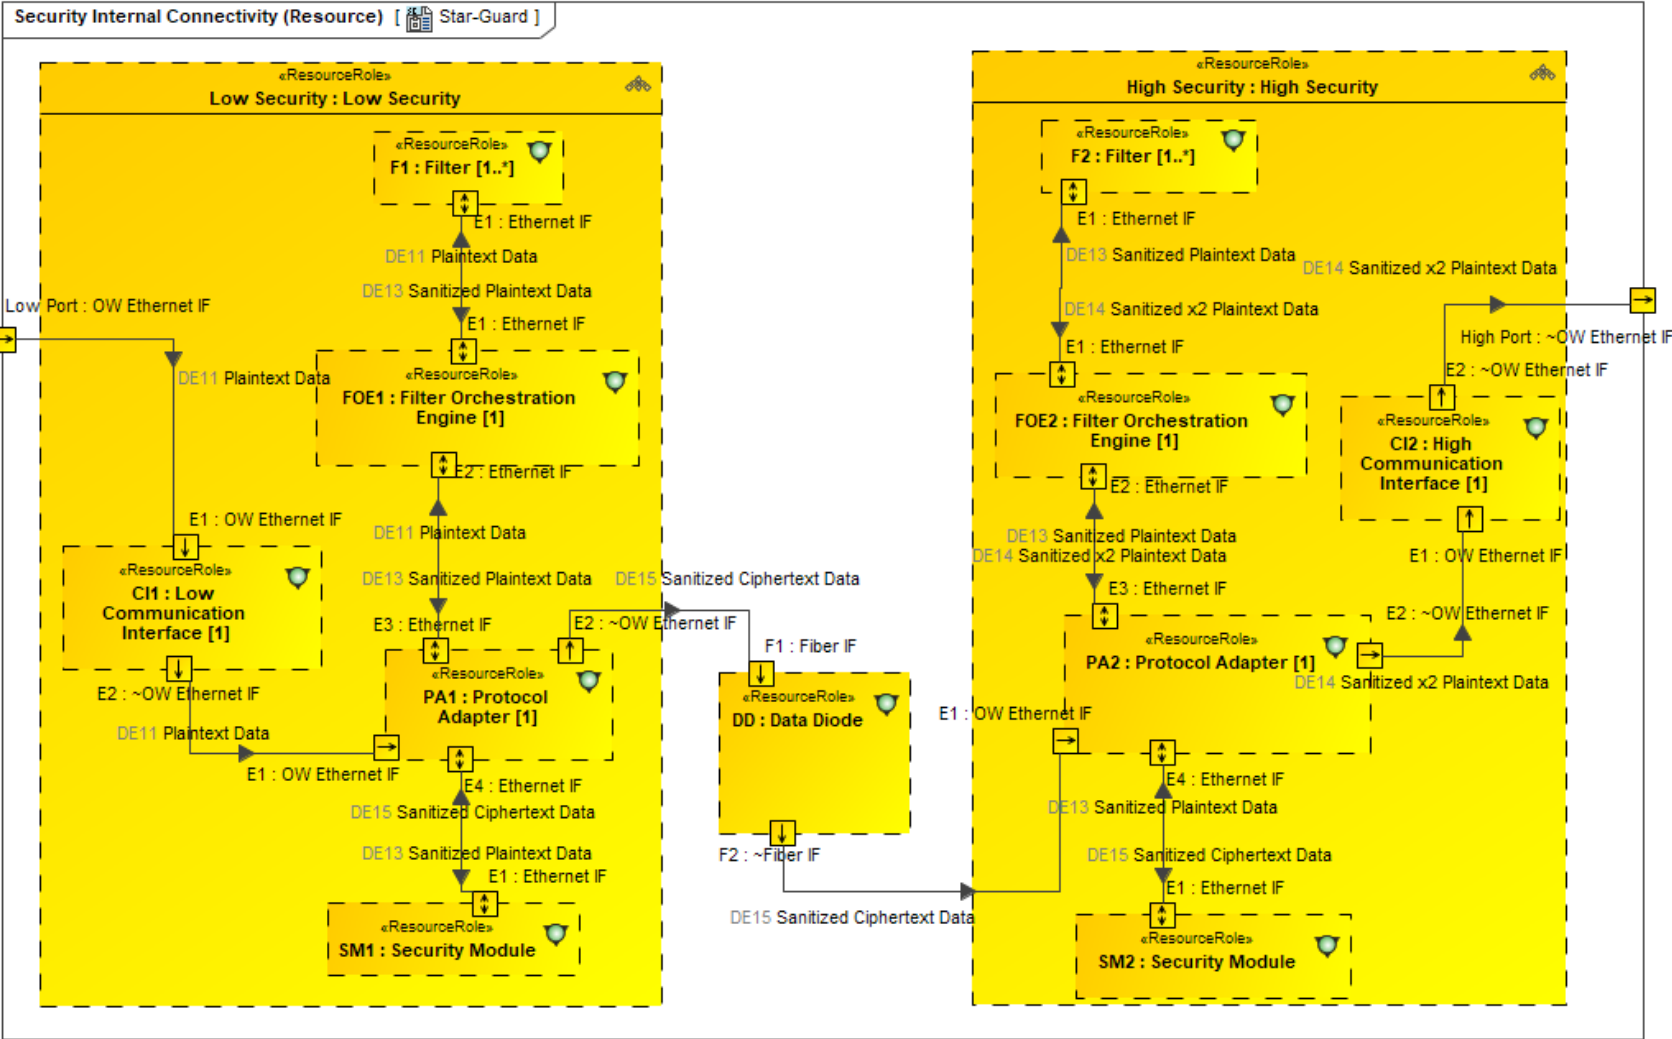 Security Internal Connectivity (Resource) [ Star-Guard ]
«ResourceRole»
Low Security : Low Security
«ResourceRole»
F1 : Filter [1..*]
E1 : Ethernet IF
DE11 Plaintext Data
DE13 Sanitized Plaintext Data
E1 : Ethernet IF
Low Port : OW Ethernet IF
DE11 Plaintext Data
«ResourceRole»
FOE1 : Filter Orchestration
Engine [1]
E2 : Ethernet IF
E1 : OW Ethernet IF
DE11 Plaintext Data
«ResourceRole»
CI1 : Low
Communication
Interface [1]
DE13 Sanitized Plaintext Data
E3 : Ethernet IF
E2 : ~OW Ethernet IF
DE15 Sanitized Ciphertext Data
E2 : ~OW Ethernet IF
DE11 Plaintext Data
E1 : OW Ethernet IF
«ResourceRole»
PA1 : Protocol
Adapter [1]
E4 : Ethernet IF
DE15 Sanitized Ciphertext Data
DE13 Sanitized Plaintext Data
E1 : Ethernet IF
«ResourceRole»
SM1 : Security Module
F1 : Fiber IF
«ResourceRole»
DD : Data Diode
F2 : ~Fiber IF
DE15 Sanitized Ciphertext Data
«ResourceRole»
High Security : High Security
«ResourceRole»
F2 : Filter [1..*]
E1 : Ethernet IF
DE13 Sanitized Plaintext Data
DE14 Sanitized x2 Plaintext Data
DE14 Sanitized x2 Plaintext Data
E1 : Ethernet IF
High Port : ~OW Ethernet IF
E2 : ~OW Ethernet IF
«ResourceRole»
FOE2 : Filter Orchestration
Engine [1]
«ResourceRole»
CI2 : High
Communication
Interface [1]
E2 : Ethernet IF
DE13 Sanitized Plaintext Data
DE14 Sanitized x2 Plaintext Data
E1 : OW Ethernet IF
E3 : Ethernet IF
E2 : ~OW Ethernet IF
«ResourceRole»
PA2 : Protocol Adapter [1]
DE14 Sanitized x2 Plaintext Data
E1 : OW Ethernet IF
E4 : Ethernet IF
DE13 Sanitized Plaintext Data
DE15 Sanitized Ciphertext Data
E1 : Ethernet IF
«ResourceRole»
SM2 : Security Module